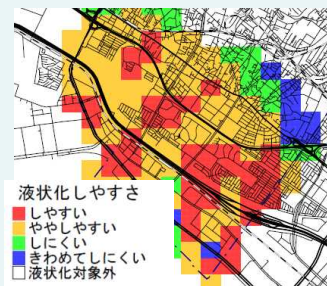 液状化しやすさ
しやすい
ややしやすい
しにくい
きわめてしにくい
液状化対象外